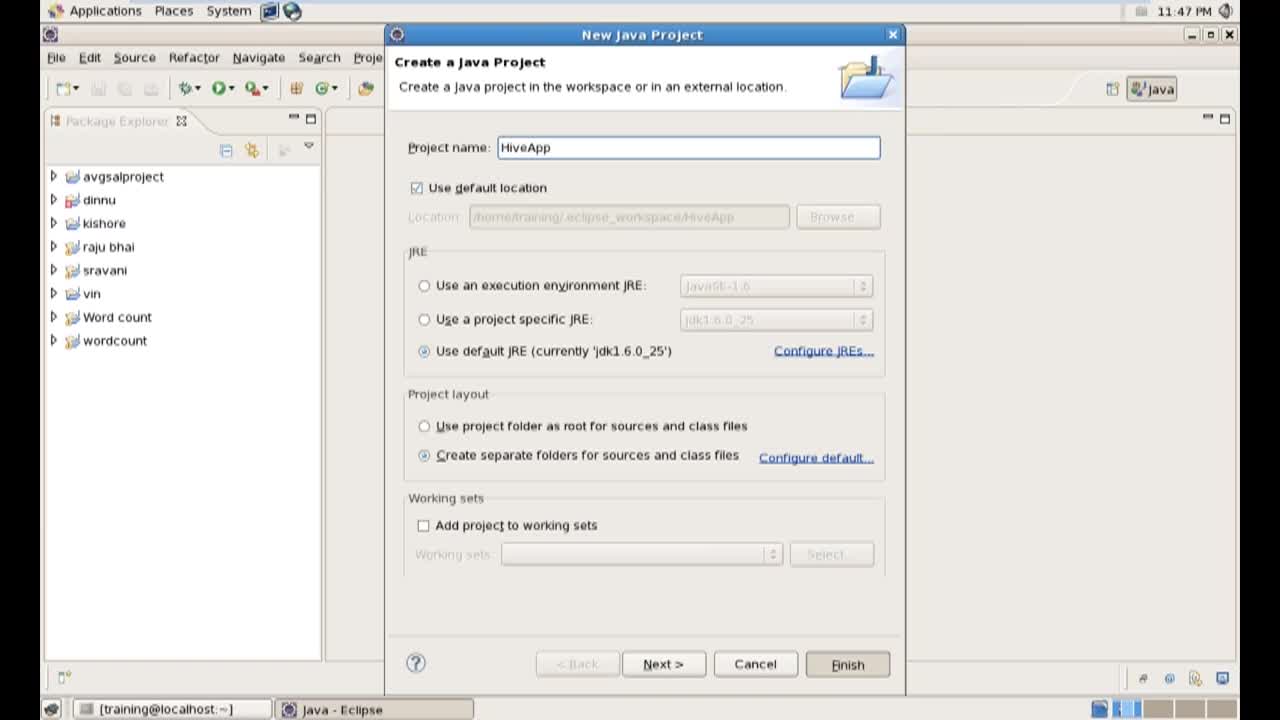 Applications Places System 11:47 PM
New Java Project
File Edit Source Refactor Navigate Search Proje
Create a Java Project
Create a Java project in the workspace or in an external location.
Java
Package Explorer
Project name: HiveApp
avgsalproject
dinnu
kishore
raju bhai
sravani
vin
Word count
wordcount
Use default location
Location: /home/training/.eclipse_workspace/HiveApp Browse...
JRE
Use an execution environment JRE: JavaSE-1.6
Use a project specific JRE: jdk1.6.0_25
Use default JRE (currently 'jdk1.6.0_25') Configure JREs...
Project layout
Use project folder as root for sources and class files
Create separate folders for sources and class files Configure default...
Working sets
Add project to working sets
Working sets: Select...
< Back Next > Cancel Finish
[training@localhost:~] Java - Eclipse